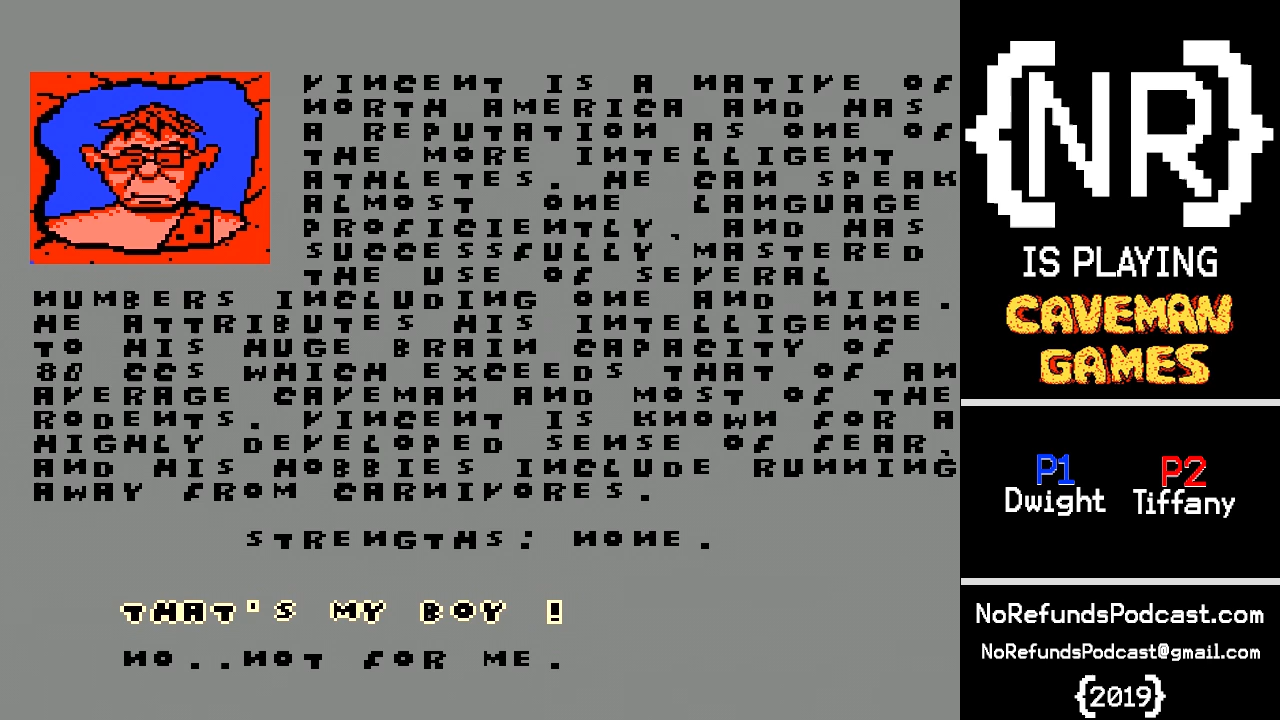 VINCENT IS A NATIVE OF
NORTH AMERICA AND HAS
A REPUTATION AS ONE OF
THE MORE INTELLIGENT
ATHLETES. HE CAN SPEAK
ALMOST ONE LANGUAGE
PROFICIENTLY, AND HAS
SUCCESSFULLY MASTERED
THE USE OF SEVERAL
NUMBERS INCLUDING ONE AND NINE.
HE ATTRIBUTES HIS INTELLIGENCE
TO HIS HUGE BRAIN CAPACITY OF
88 CCS WHICH EXCEEDS THAT OF AN
AVERAGE CAVEMAN AND MOST OF THE
RODENTS. VINCENT IS KNOWN FOR A
HIGHLY DEVELOPED SENSE OF FEAR,
AND HIS HOBBIES INCLUDE RUNNING
AWAY FROM CARNIVORES.
STRENGTHS: NONE.
THAT'S MY BOY !
NO..NOT FOR ME.
{NR}
IS PLAYING
CAVEMAN
GAMES
P1 P2
Dwight Tiffany
NoRefundsPodcast.com
NoRefundsPodcast@gmail.com
{2019}